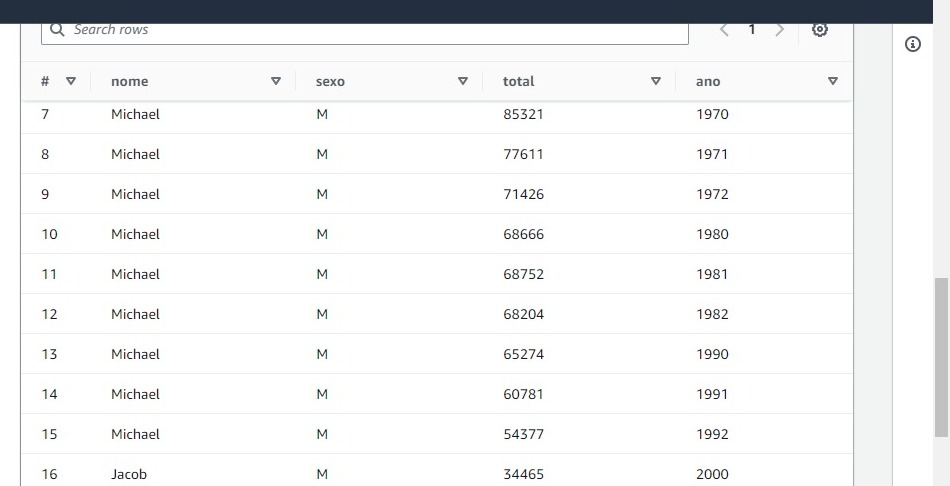 Search rows 1
# nome sexo total ano
7 Michael M 85321 1970
8 Michael M 77611 1971
9 Michael M 71426 1972
10 Michael M 68666 1980
11 Michael M 68752 1981
12 Michael M 68204 1982
13 Michael M 65274 1990
14 Michael M 60781 1991
15 Michael M 54377 1992
16 Jacob M 34465 2000